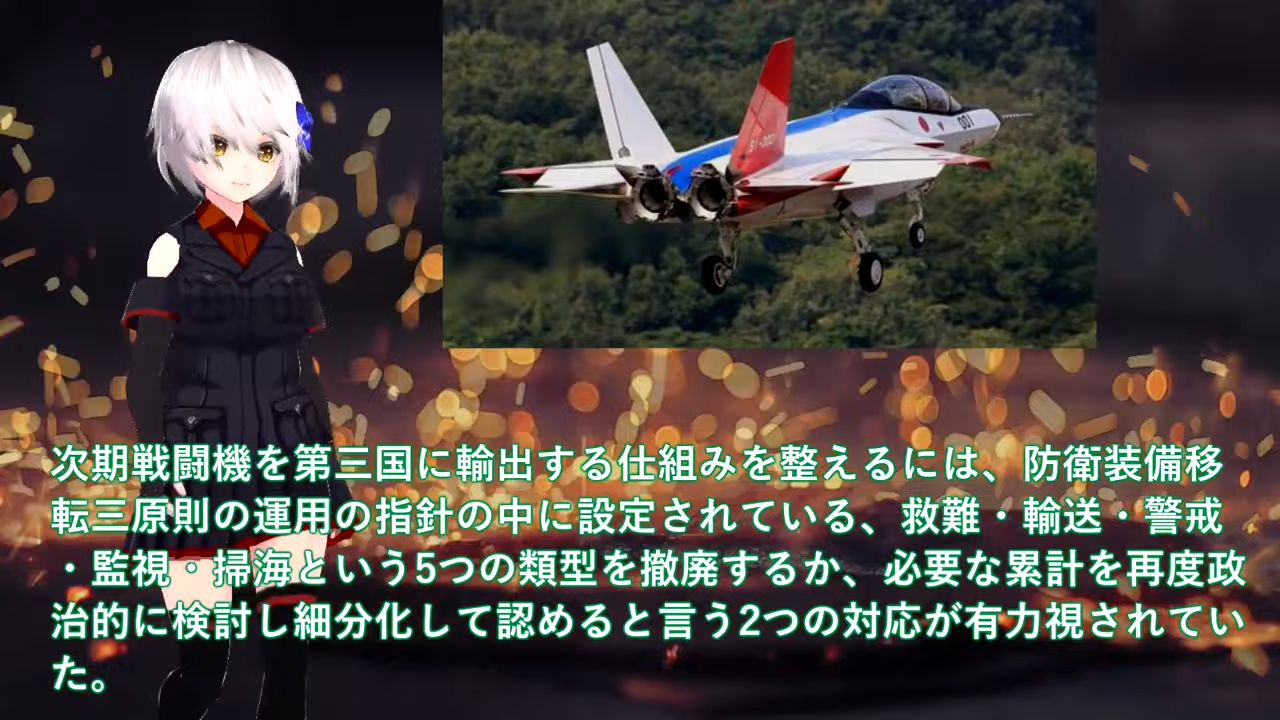 001
51-0001
次期戦闘機を第三国に輸出する仕組みを整えるには、防衛装備移
転三原則の運用の指針の中に設定されている、救難・輸送・警戒
・監視・掃海という5つの類型を撤廃するか、必要な累計を再度政
治的に検討し細分化して認めると言う2つの対応が有力視されてい
た。